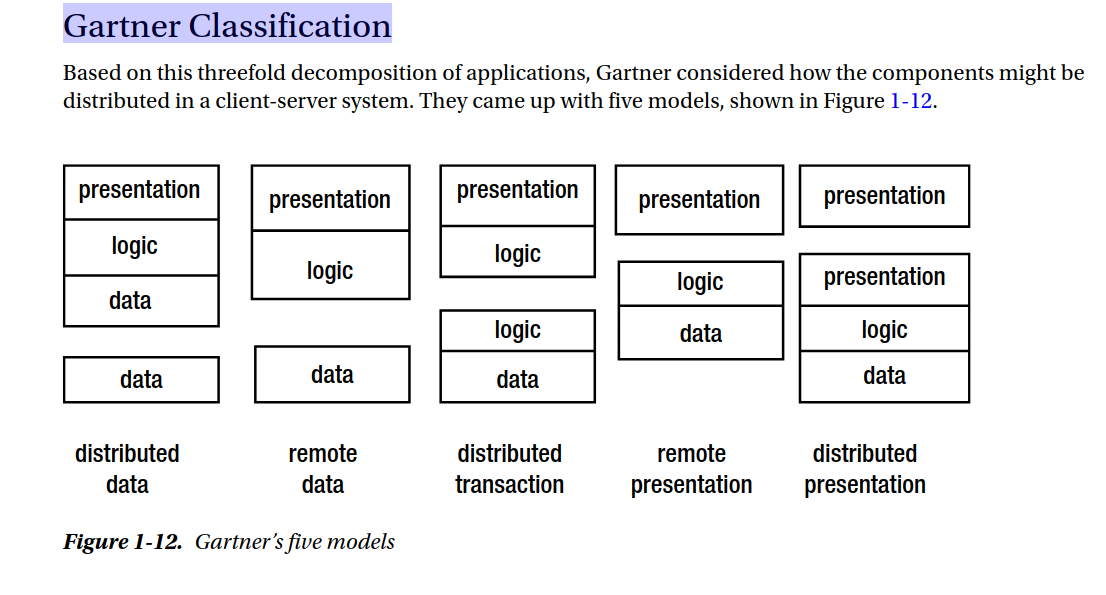 Gartner Classification
Based on this threefold decomposition of applications, Gartner considered how the components might be
distributed in a client-server system. They came up with five models, shown in Figure 1-12.
presentation
logic
data
data
distributed
data
presentation
logic
data
remote
data
presentation
logic
logic
data
distributed
transaction
presentation
logic
data
remote
presentation
presentation
presentation
logic
data
distributed
presentation
Figure 1-12. Gartner's five models